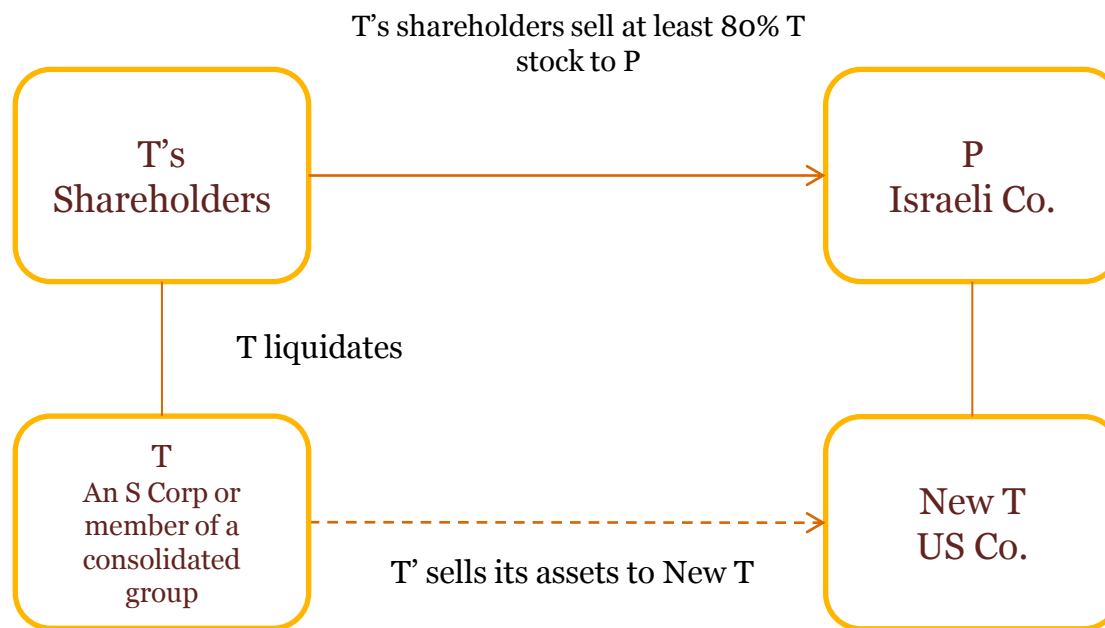 T’s shareholders sell at least 80% T
stock to P
T’s
Shareholders
P
Israeli Co.
T liquidates
T
An S Corp or
member of a
consolidated
group
New T
US Co.
T’ sells its assets to New T